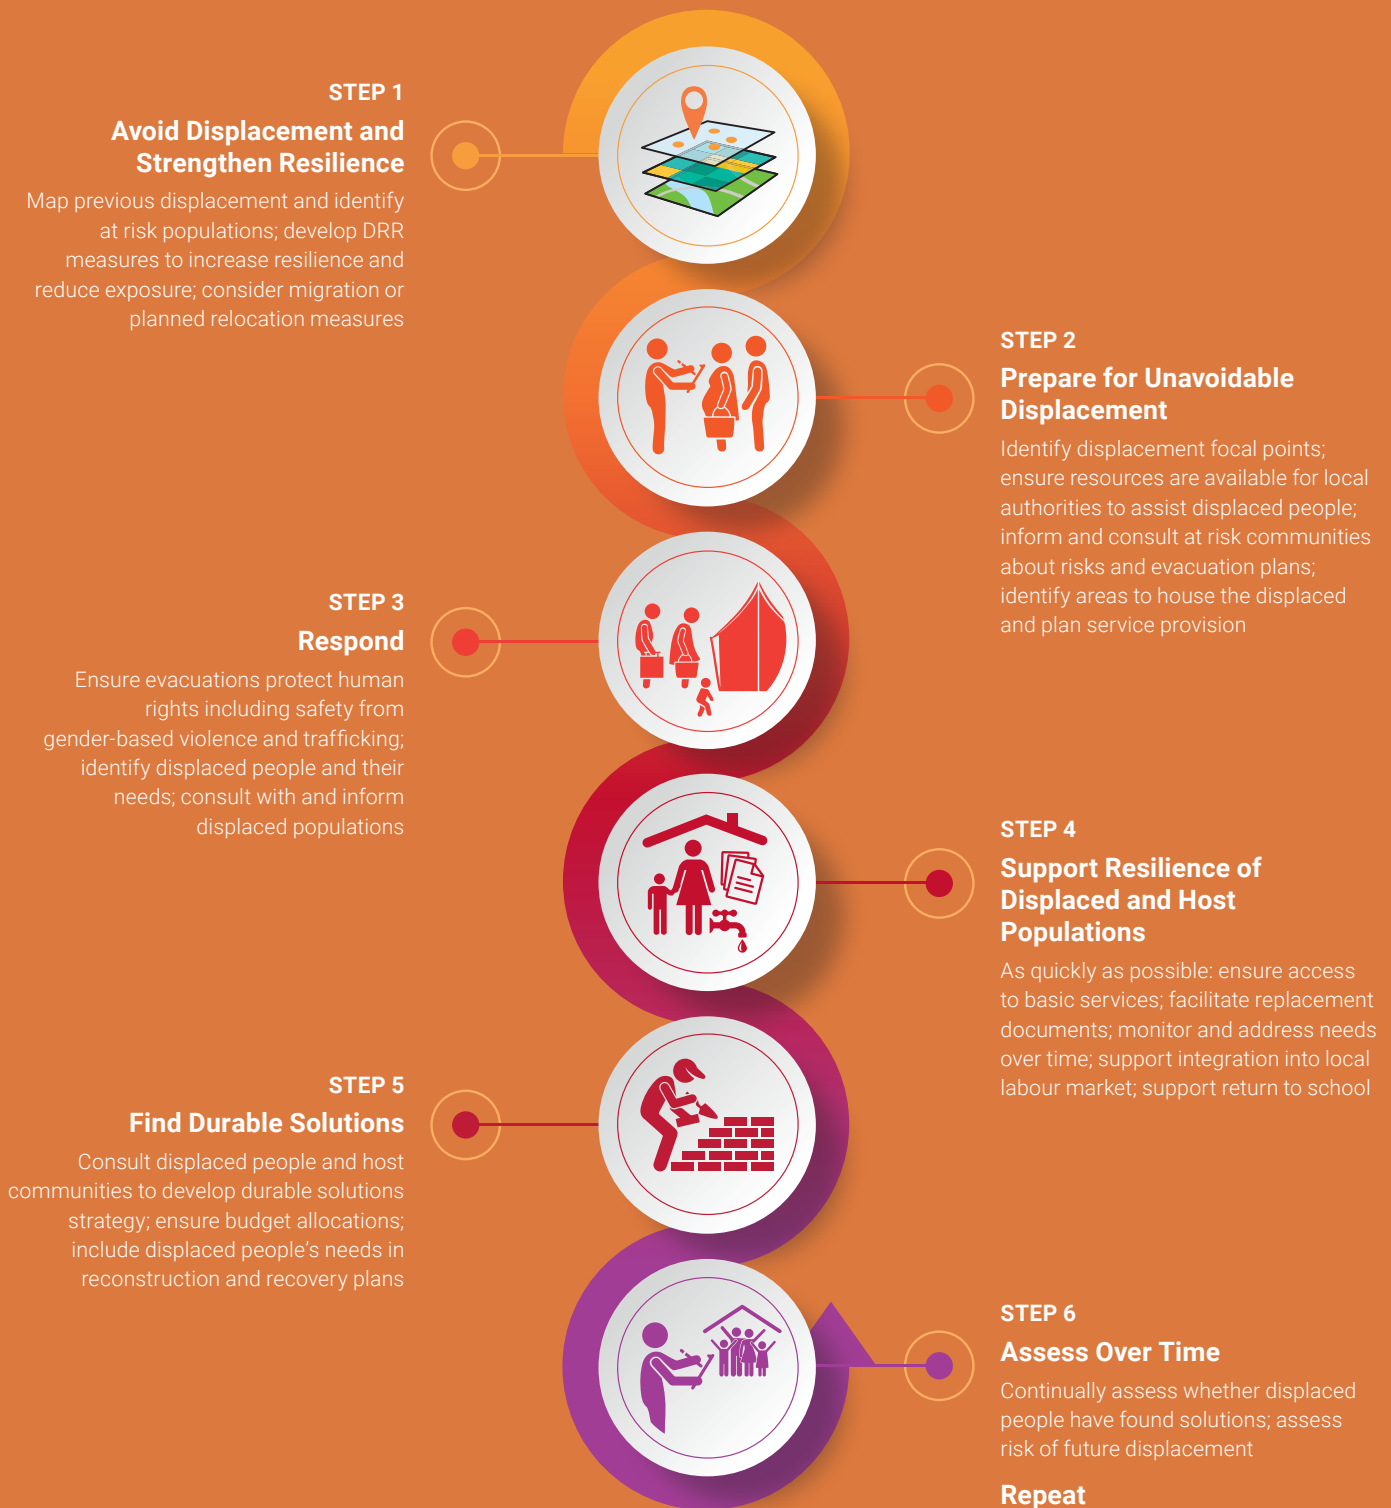 STEP 1
Avoid Displacement and
Strengthen Resilience
Map previous displacement and identify
at risk populations; develop DRR
measures to increase resilience and
reduce exposure; consider migration or
planned relocation measures
STEP 2
Prepare for Unavoidable
Displacement
Identify displacement focal points;
ensure resources are available for local
authorities to assist displaced people;
inform and consult at risk communities
about risks and evacuation plans;
identify areas to house the displaced
and plan service provision
STEP 3
Respond
Ensure evacuations protect human
rights including safety from
gender-based violence and trafficking;
identify displaced people and their
needs; consult with and inform
displaced populations
STEP 4
Support Resilience of
Displaced and Host
Populations
As quickly as possible: ensure access
to basic services; facilitate replacement
documents; monitor and address needs
over time; support integration into local
labour market; support return to school
STEP 5
Find Durable Solutions
Consult displaced people and host
communities to develop durable solutions
strategy; ensure budget allocations;
include displaced people's needs in
reconstruction and recovery plans
STEP 6
Assess Over Time
Continually assess whether displaced
people have found solutions; assess
risk of future displacement
Repeat